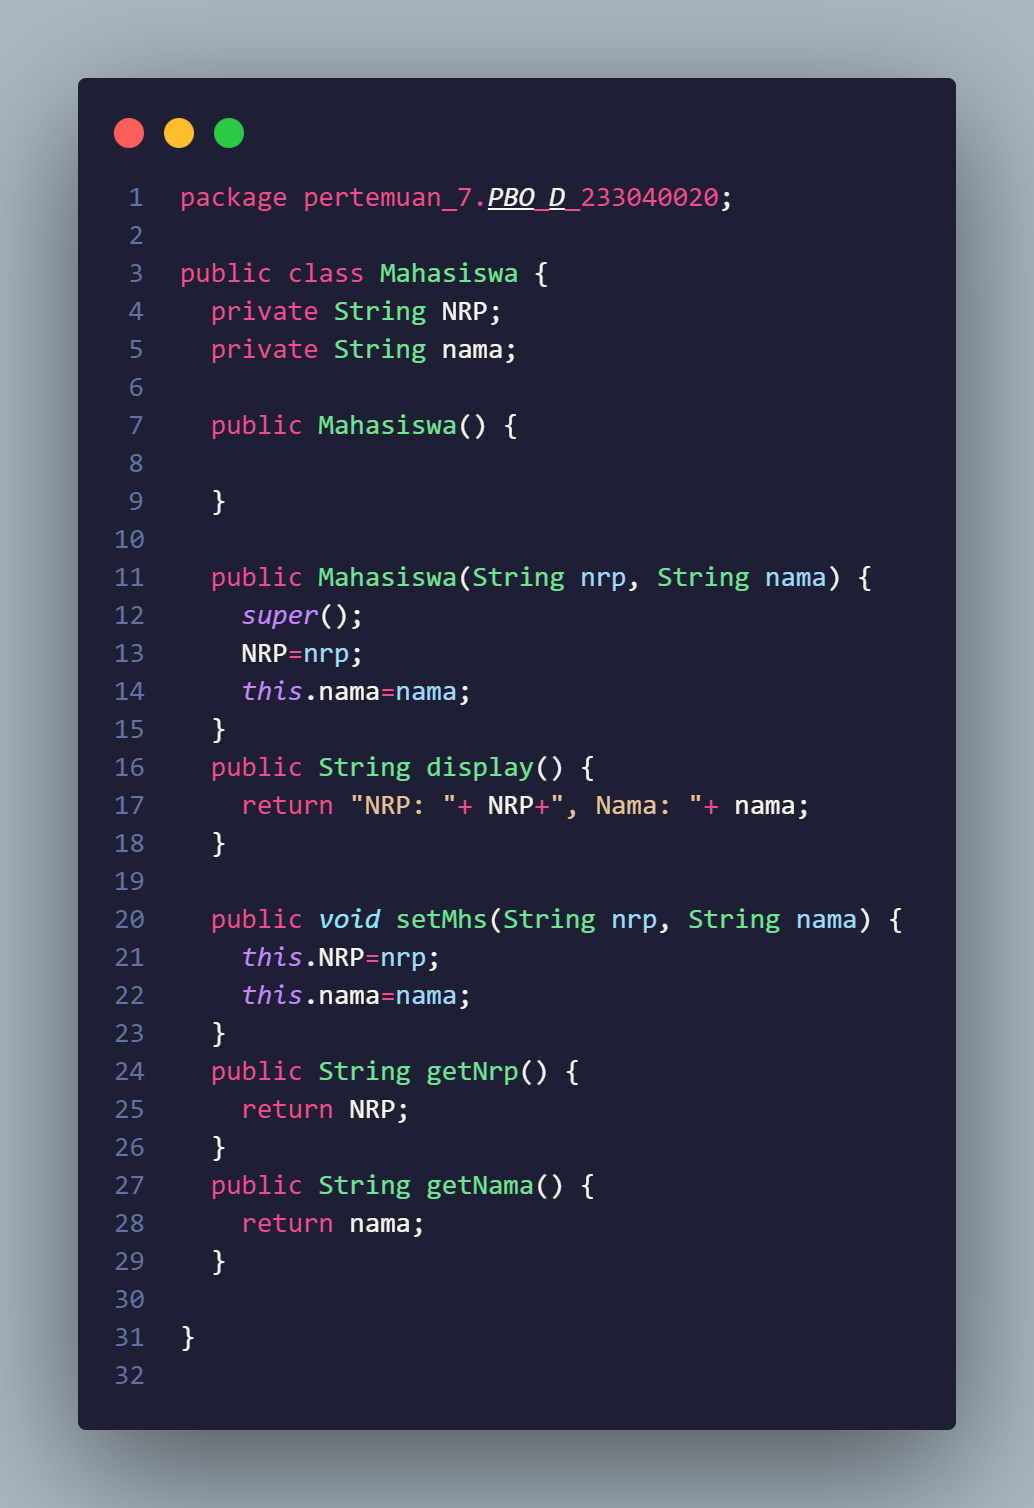 1 package pertemuan_7.PBO_D_233040020;
2
3 public class Mahasiswa {
4   private String NRP;
5   private String nama;
6
7   public Mahasiswa() {
8
9   }
10
11   public Mahasiswa(String nrp, String nama) {
12     super();
13     NRP=nrp;
14     this.nama=nama;
15   }
16   public String display() {
17     return "NRP: "+ NRP+", Nama: "+ nama;
18   }
19
20   public void setMhs(String nrp, String nama) {
21     this.NRP=nrp;
22     this.nama=nama;
23   }
24   public String getNrp() {
25     return NRP;
26   }
27   public String getNama() {
28     return nama;
29   }
30
31 }
32